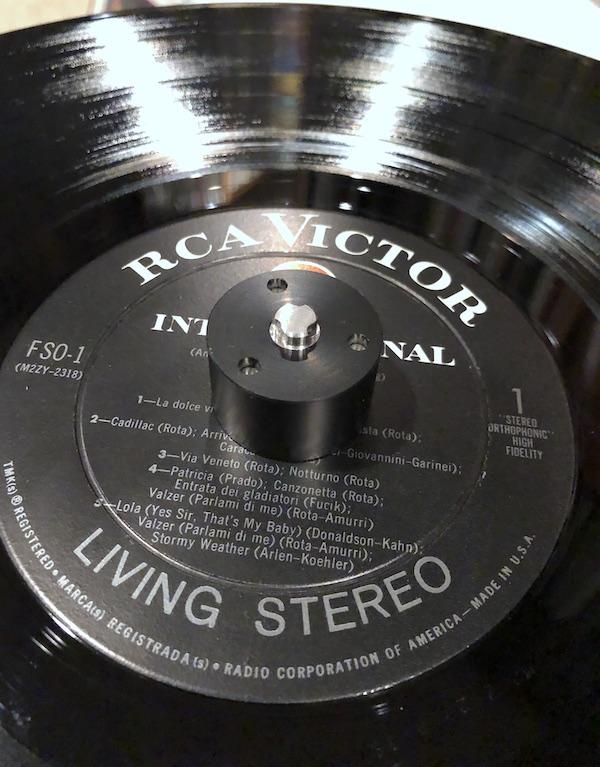 RCA VICTOR
INT NAL
(An
FSO-1
(M2ZY-2318)
1
"STEREO
ORTHOPHONIC"
HIGH
FIDELITY
1—La dolce vi
2—Cadillac (Rota); Arriv sta (Rota);
Carac -Giovannini-Garinei);
3—Via Veneto (Rota); Notturno (Rota)
4—Patricia (Prado); Canzonetta (Rota);
Entrata dei gladiatori (Fucik);
Valzer (Parlami di me) (Rota-Amurri)
5—Lola (Yes Sir, That's My Baby) (Donaldson-Kahn);
Valzer (Parlami di me) (Rota-Amurri);
Stormy Weather (Arlen-Koehler)
LIVING STEREO
TMK(s) ® REGISTERED • MARCA(s) REGISTRADA(s) • RADIO CORPORATION OF AMERICA—MADE IN U.S.A.